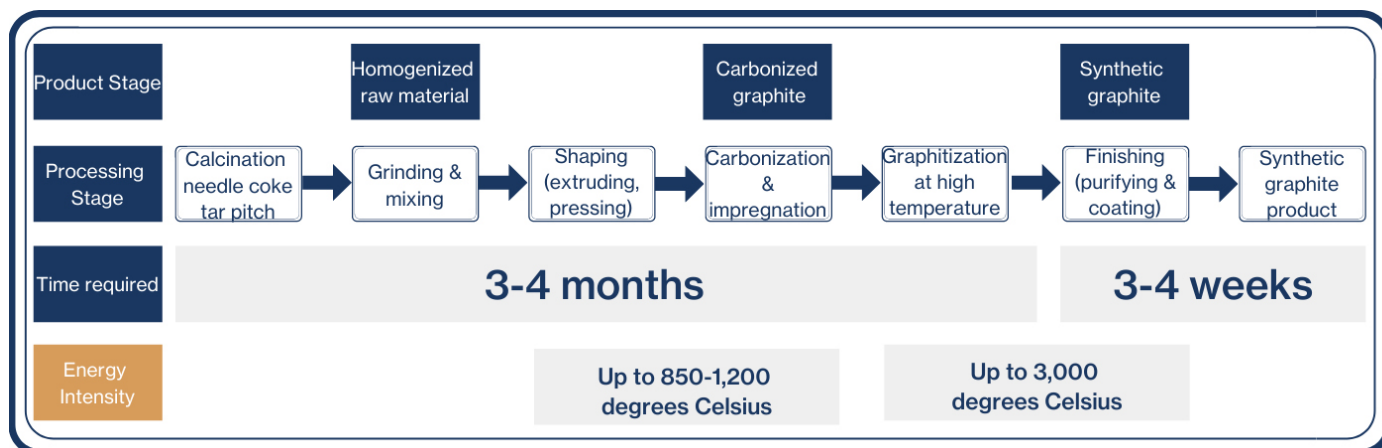 Product Stage
Homogenized
raw material
Carbonized
graphite
Synthetic
graphite
Processing
Stage
Calcination
needle coke
tar pitch
Grinding &
mixing
Shaping
(extruding,
pressing)
Carbonization
&
impregnation
Graphitization
at high
temperature
Finishing
(purifying &
coating)
Synthetic
graphite
product
Time required
3-4 months
3-4 weeks
Energy
Intensity
Up to 850-1,200
degrees Celsius
Up to 3,000
degrees Celsius